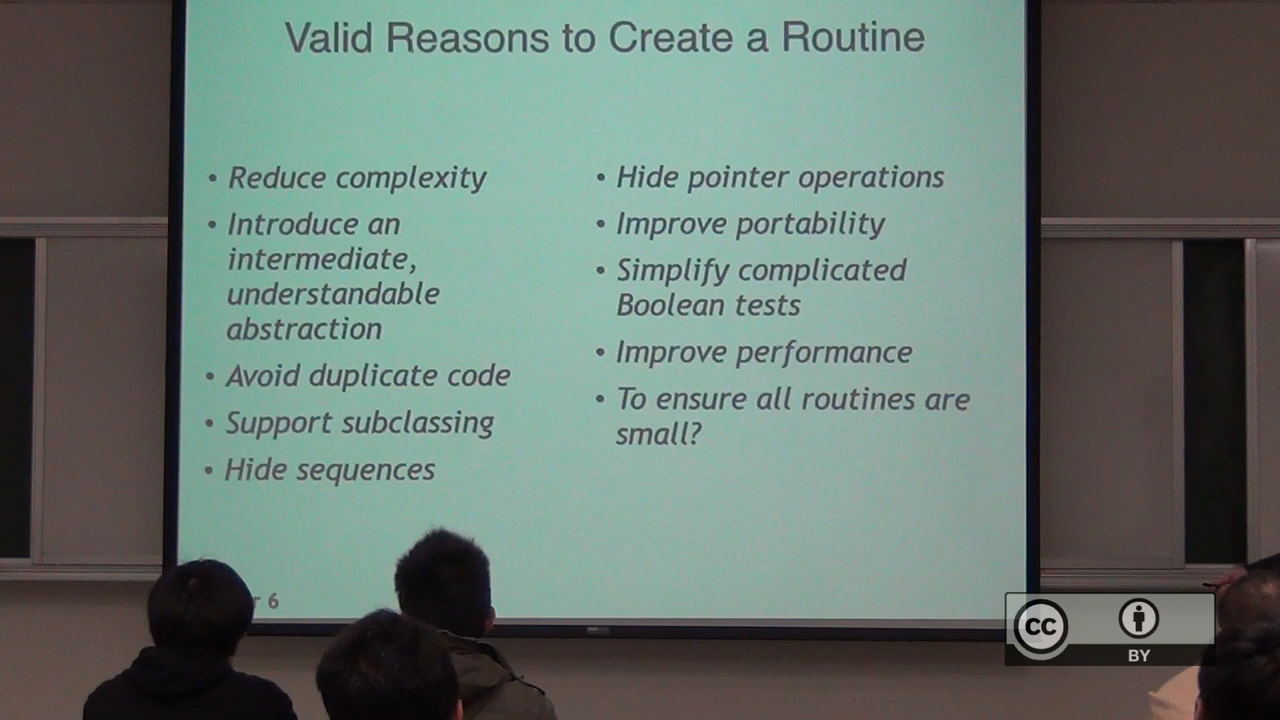 Valid Reasons to Create a Routine
• Reduce complexity
• Introduce an
intermediate,
understandable
abstraction
• Avoid duplicate code
• Support subclassing
• Hide sequences
• Hide pointer operations
• Improve portability
• Simplify complicated
Boolean tests
• Improve performance
• To ensure all routines are
small?
6
CC
BY